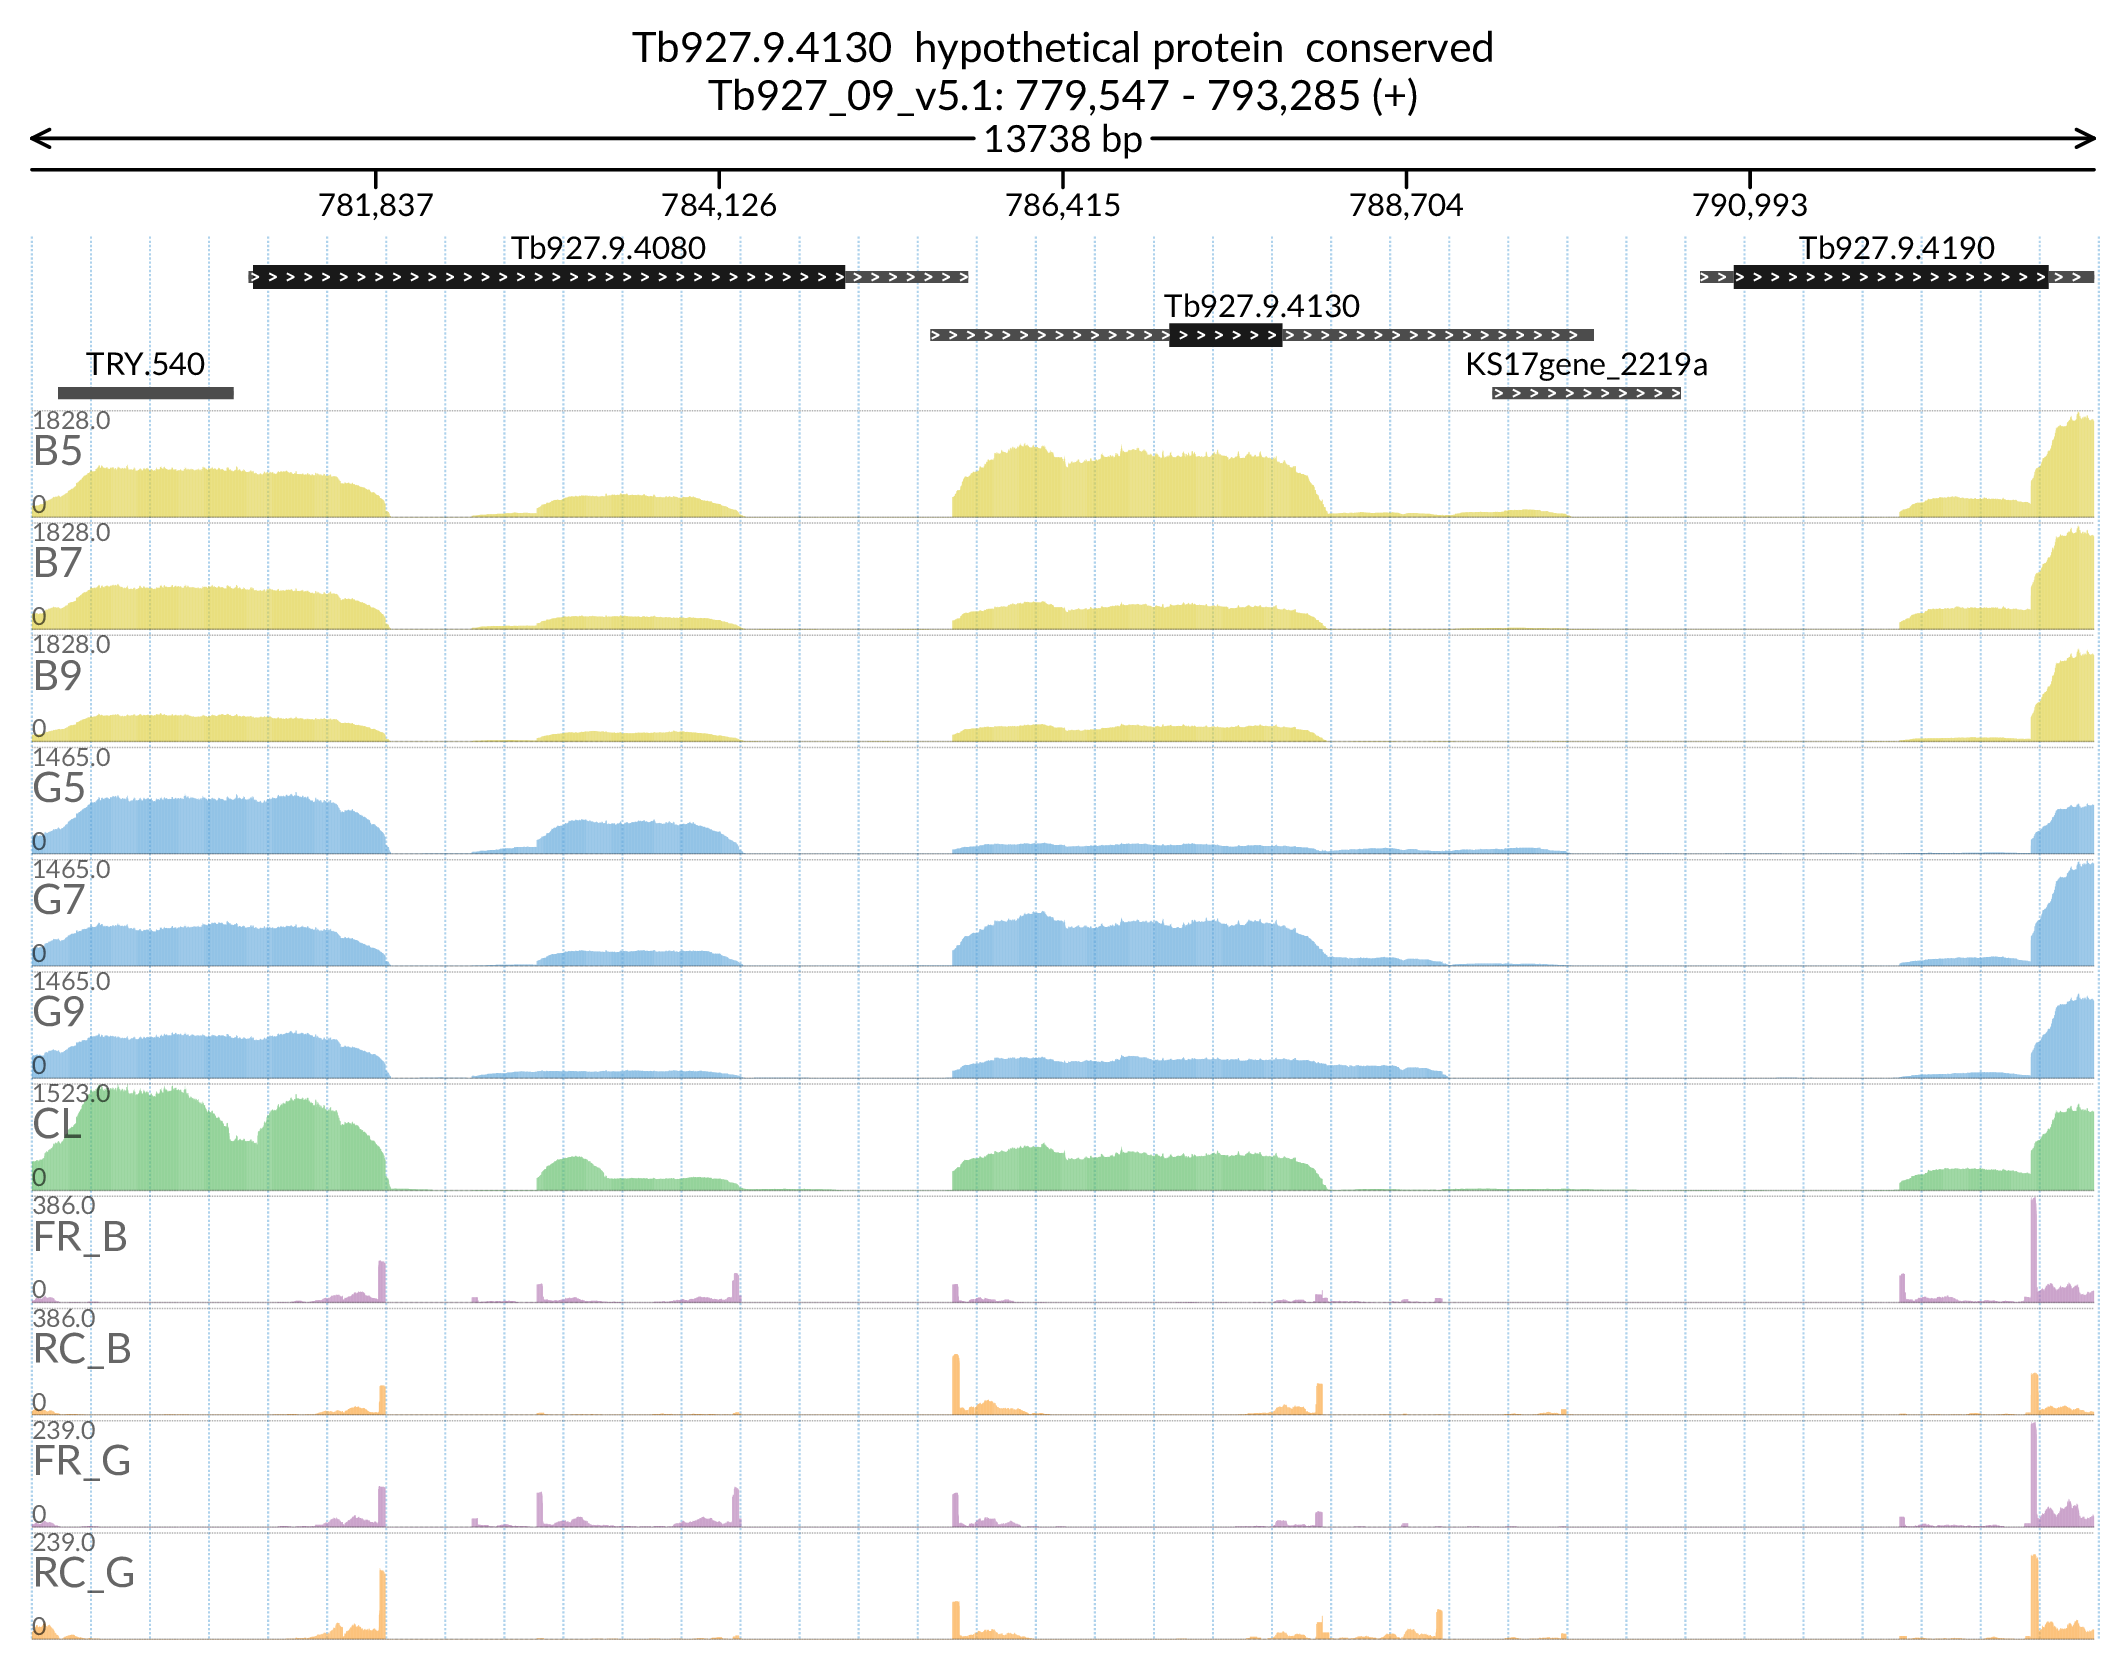 Tb927.9.4130  hypothetical protein  conserved
Tb927_09_v5.1: 779,547 - 793,285 (+)
13738 bp
781,837 784,126 786,415 788,704 790,993
Tb927.9.4080 Tb927.9.4190
Tb927.9.4130
TRY.540 KS17gene_2219a
1828.0
B5
0
1828.0
B7
0
1828.0
B9
0
1465.0
G5
0
1465.0
G7
0
1465.0
G9
0
1523.0
CL
0
386.0
FR_B
0
386.0
RC_B
0
239.0
FR_G
0
239.0
RC_G
0